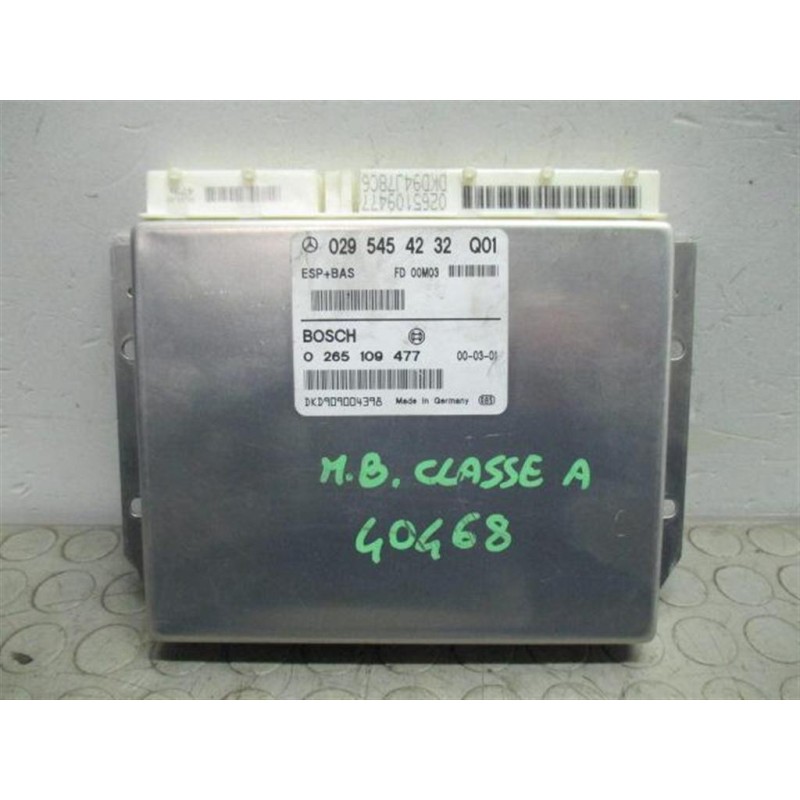 0265109477
DKD94J78C6
029 545 42 32 Q01
ESP+BAS FD 00M03
BOSCH
0 265 109 477 00-03-01
DKD909004398 Made in Germany
M.B. CLASSE A
40468